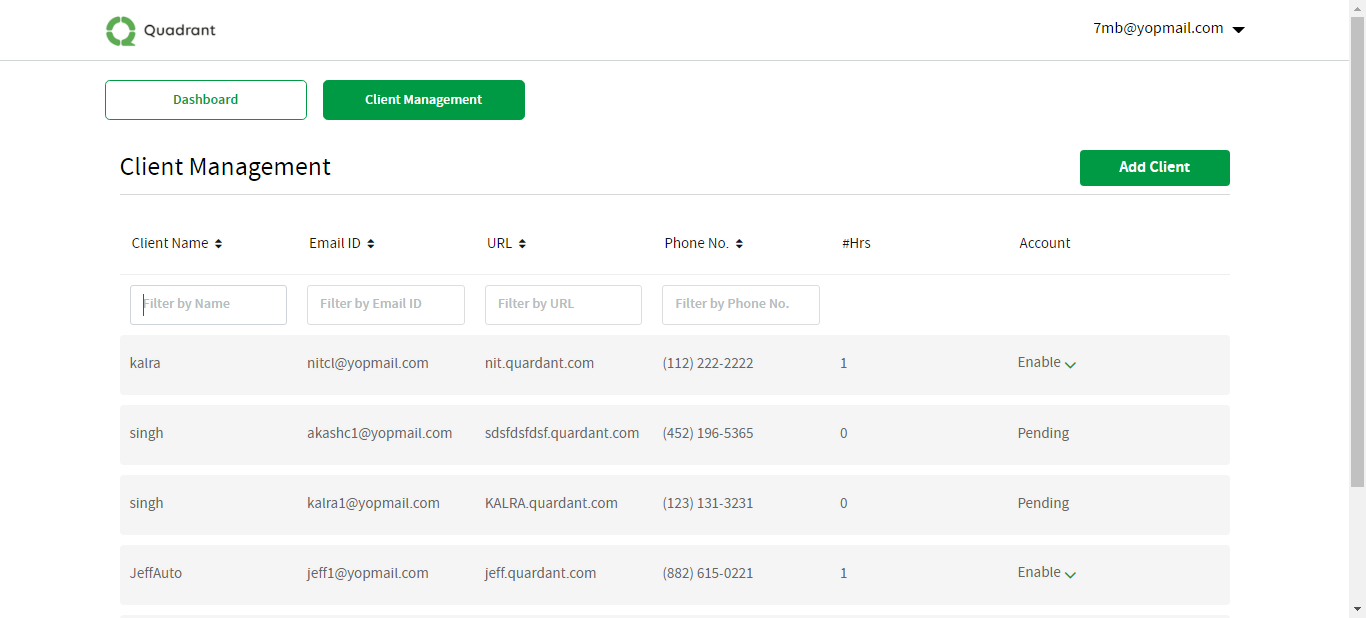 Quadrant
7mb@yopmail.com
Dashboard Client Management
Client Management Add Client
Client Name Email ID URL Phone No. #Hrs Account
Filter by Name Filter by Email ID Filter by URL Filter by Phone No.
kalra nitcl@yopmail.com nit.quardant.com (112) 222-2222 1 Enable
singh akashc1@yopmail.com sdsfdsfdsf.quardant.com (452) 196-5365 0 Pending
singh kalra1@yopmail.com KALRA.quardant.com (123) 131-3231 0 Pending
JeffAuto jeff1@yopmail.com jeff.quardant.com (882) 615-0221 1 Enable